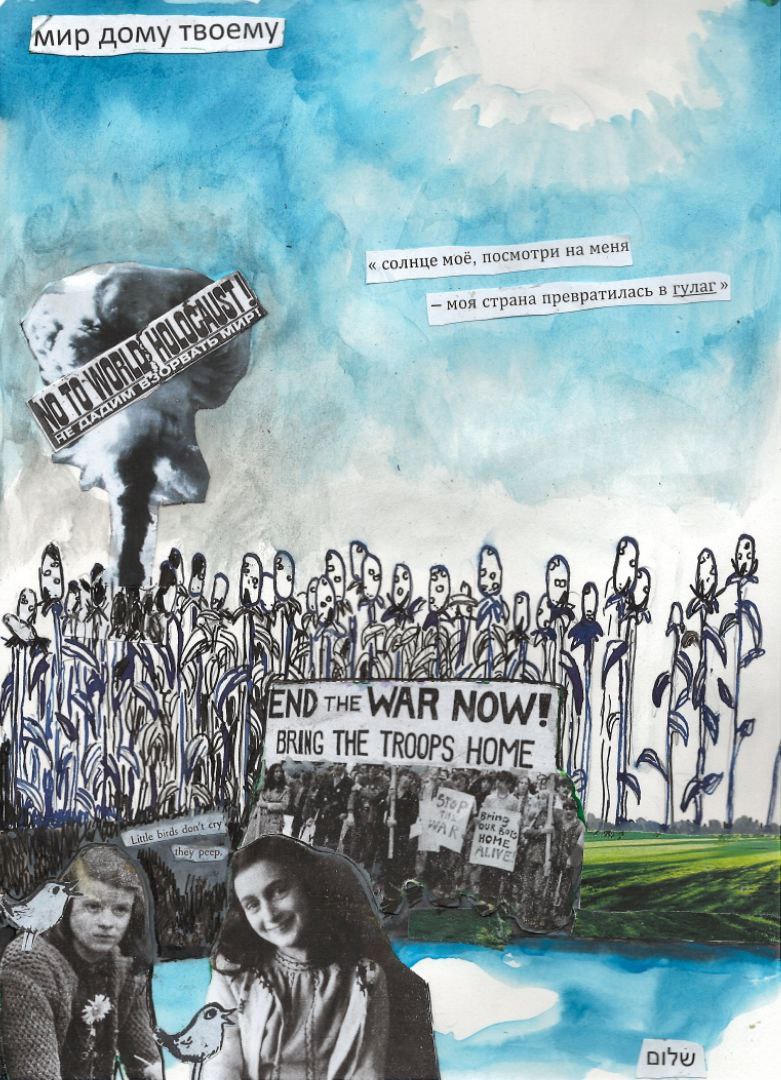 мир дому твоему
« солнце моё, посмотри на меня
– моя страна превратилась в гулаг »
NO TO WORLD HOLOCAUST!
НЕ ДАДИМ ВЗОРВАТЬ МИР!
END THE WAR NOW!
BRING THE TROOPS HOME
STOP
THE
WAR
Bring
OUR BOYS
HOME
ALIVE!
Little birds don't cry
they peep,
שלום